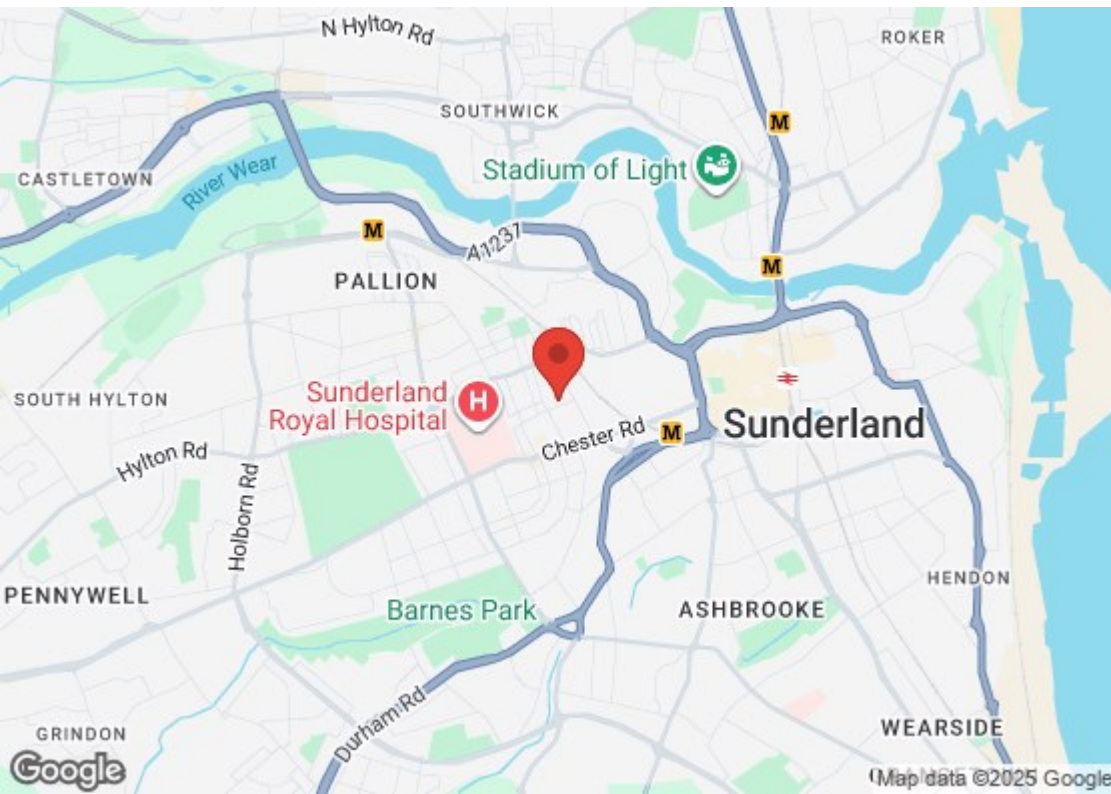 N Hylton Rd
ROKER
SOUTHWICK
M
Stadium of Light
CASTLETOWN
River Wear
M
A1231
M
PALLION
Sunderland
Royal Hospital
H
SOUTH HYLTON
Chester Rd
M
Sunderland
Hylton Rd
Holborn Rd
HENDON
PENNYWELL
Barnes Park
ASHBROOKE
Durham Rd
GRINDON
WEARSIDE
Google
Map data ©2025 Google